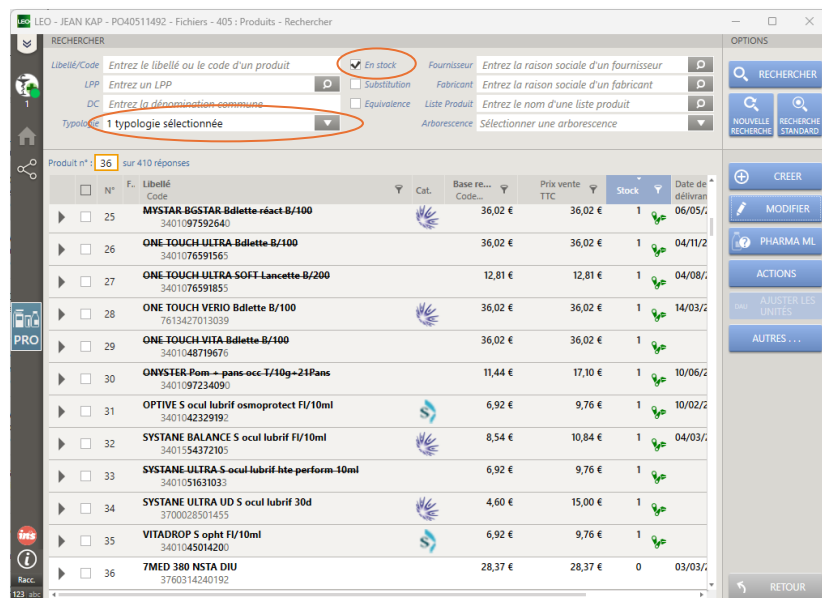 LEO - JEAN KAP - PO40511492 - Fichiers - 405 : Produits - Rechercher
RECHERCHER
OPTIONS
Libellé/Code Entrez le libellé ou le code d'un produit En stock Fournisseur Entrez la raison sociale d'un fournisseur
LPP Entrez un LPP Substitution Fabricant Entrez la raison sociale d'un fabricant
DC Entrez la dénomination commune Equivalence Liste Produit Entrez le nom d'une liste produit
Typologie 1 typologie sélectionnée Arborescence Sélectionner une arborescence
RECHERCHER
NOUVELLE RECHERCHE
RECHERCHE STANDARD
Produit n° : 36 sur 410 réponses
N° F.. Libellé Cat. Base re... Prix vente Stock Date de
Code Code... TTC délivran
25 MYSTAR BGSTAR Bdlette réact B/100 36,02 € 36,02 € 1 06/05/2
3401097592640
26 ONE TOUCH ULTRA Bdlette B/100 36,02 € 36,02 € 1 04/11/2
3401076591565
27 ONE TOUCH ULTRA SOFT Lancette B/200 12,81 € 12,81 € 1 04/08/
3401076591855
28 ONE TOUCH VERIO Bdlette B/100 36,02 € 36,02 € 1 14/03/2
7613427013039
29 ONE TOUCH VITA Bdlette B/100 36,02 € 36,02 € 1
3401048719676
30 ONYSTER Pom + pans occ T/10g+21Pans 11,44 € 17,10 € 1 10/06/2
3401097234090
31 OPTIVE S ocul lubrif osmoprotect Fl/10ml 6,92 € 9,76 € 1 10/02/2
3401042329192
32 SYSTANE BALANCE S ocul lubrif Fl/10ml 8,54 € 10,84 € 1 04/03/
3401554372105
33 SYSTANE ULTRA S ocul lubrif hte perform 10ml 6,92 € 9,76 € 1
3401051631033
34 SYSTANE ULTRA UD S ocul lubrif 30d 4,60 € 15,00 € 1
3700028501455
35 VITADROP S opht Fl/10ml 6,92 € 9,76 € 1
3401045014200
36 7MED 380 NSTA DIU 28,37 € 28,37 € 0 03/03/
3760314240192
CREER
MODIFIER
PHARMA ML
ACTIONS
AJUSTER LES UNITÉS
AUTRES . . .
RETOUR
1
PRO
ins
Racc.
123 abc